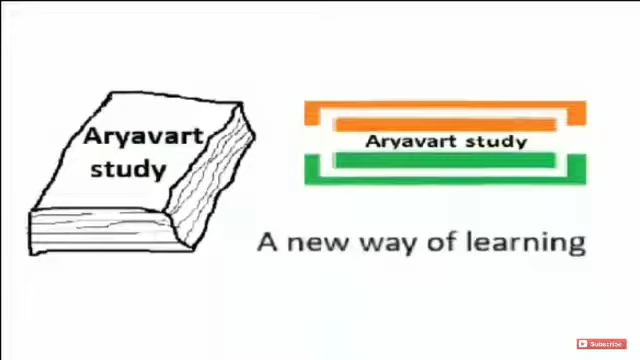 Aryavart
study
Aryavart study
A new way of learning
Subscribe